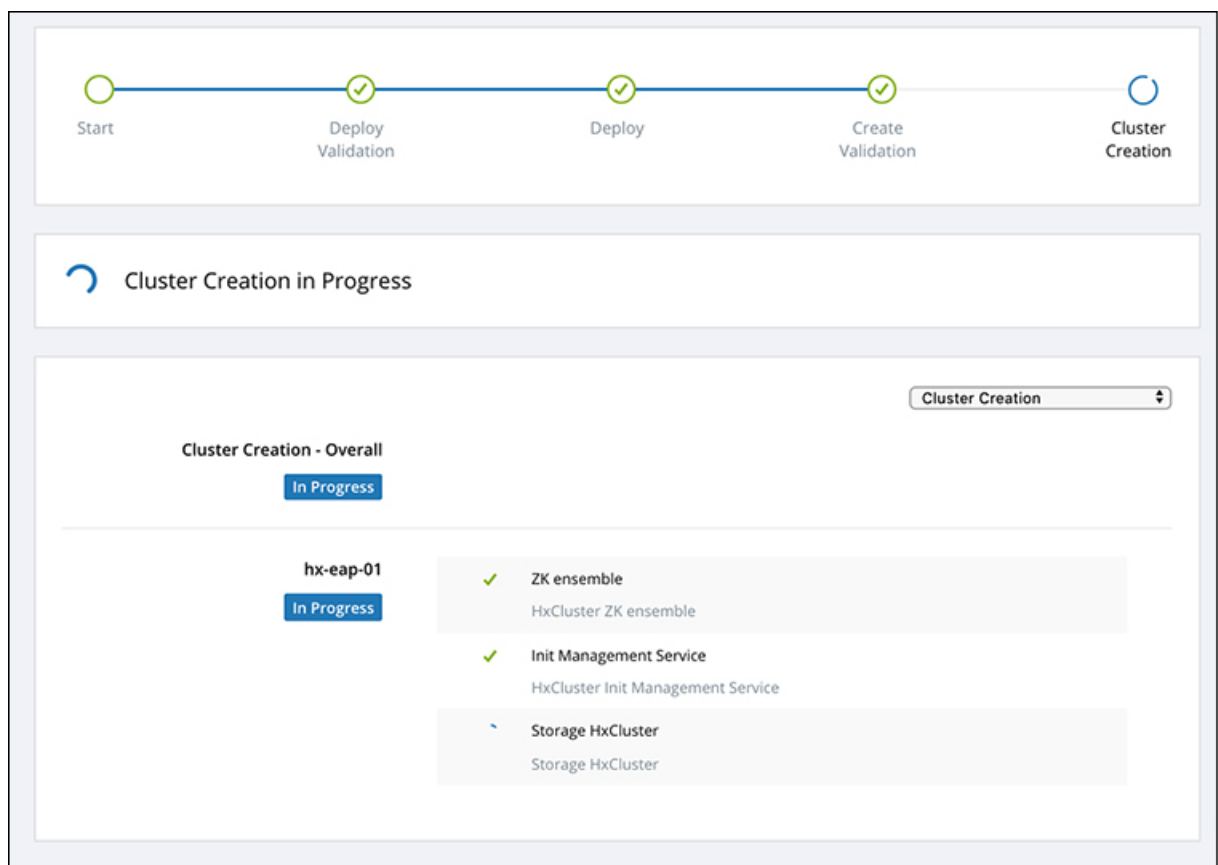 Start
Deploy
Validation
Deploy
Create
Validation
Cluster
Creation
Cluster Creation in Progress
Cluster Creation
Cluster Creation - Overall
In Progress
hx-eap-01
In Progress
ZK ensemble
HxCluster ZK ensemble
Init Management Service
HxCluster Init Management Service
Storage HxCluster
Storage HxCluster